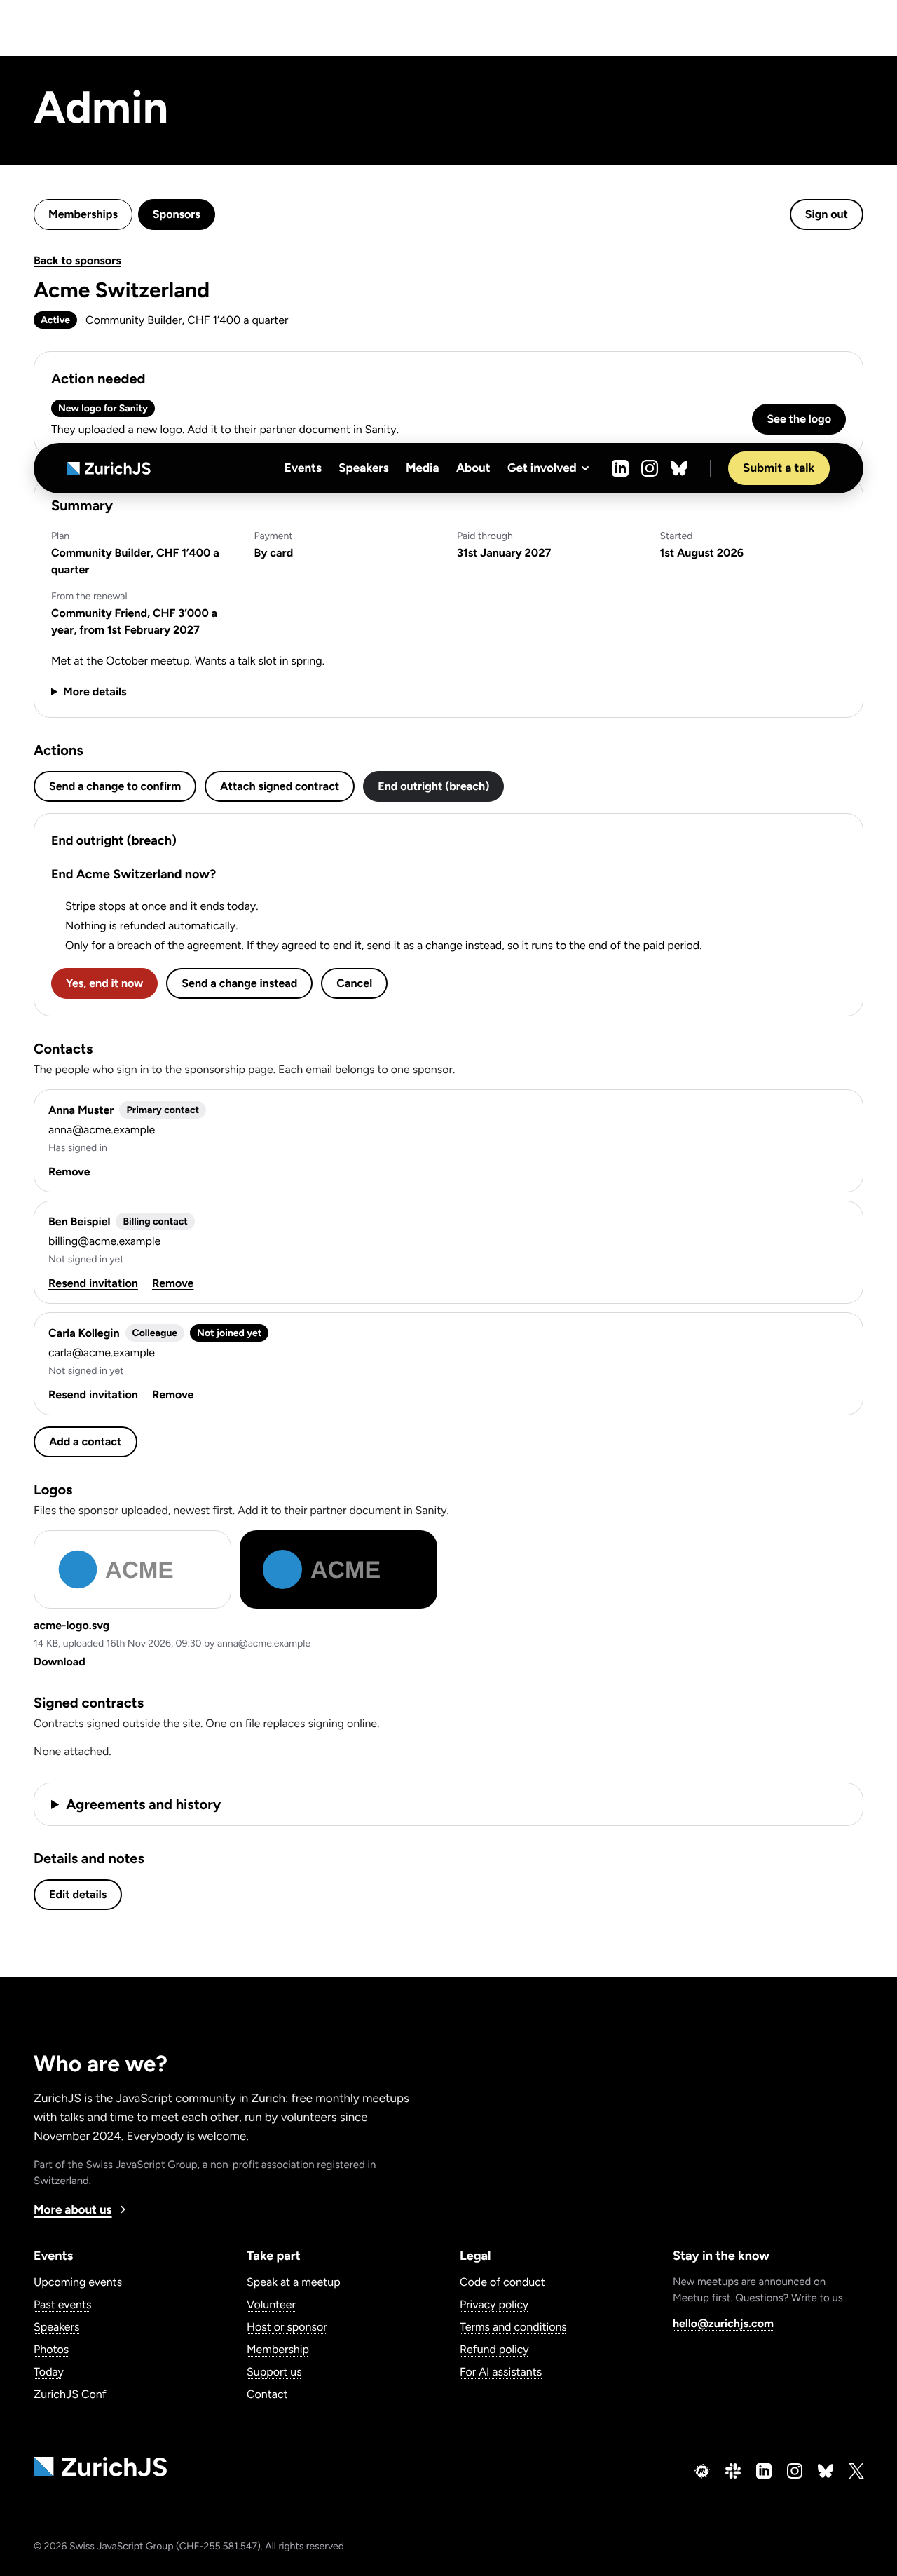 Admin
Memberships
Sponsors
Sign out
Back to sponsors
Acme Switzerland
Active
Community Builder, CHF 1’400 a quarter
Action needed
New logo for Sanity
They uploaded a new logo. Add it to their partner document in Sanity.
See the logo
ZurichJS
Events
Speakers
Media
About
Get involved
Submit a talk
Summary
Plan
Community Builder, CHF 1’400 a
quarter
Payment
By card
Paid through
31st January 2027
Started
1st August 2026
From the renewal
Community Friend, CHF 3’000 a
year, from 1st February 2027
Met at the October meetup. Wants a talk slot in spring.
More details
Actions
Send a change to confirm
Attach signed contract
End outright (breach)
End outright (breach)
End Acme Switzerland now?
Stripe stops at once and it ends today.
Nothing is refunded automatically.
Only for a breach of the agreement. If they agreed to end it, send it as a change instead, so it runs to the end of the paid period.
Yes, end it now
Send a change instead
Cancel
Contacts
The people who sign in to the sponsorship page. Each email belongs to one sponsor.
Anna Muster
Primary contact
anna@acme.example
Has signed in
Remove
Ben Beispiel
Billing contact
billing@acme.example
Not signed in yet
Resend invitation
Remove
Carla Kollegin
Colleague
Not joined yet
carla@acme.example
Not signed in yet
Resend invitation
Remove
Add a contact
Logos
Files the sponsor uploaded, newest first. Add it to their partner document in Sanity.
ACME
ACME
acme-logo.svg
14 KB, uploaded 16th Nov 2026, 09:30 by anna@acme.example
Download
Signed contracts
Contracts signed outside the site. One on file replaces signing online.
None attached.
Agreements and history
Details and notes
Edit details
Who are we?
ZurichJS is the JavaScript community in Zurich: free monthly meetups
with talks and time to meet each other, run by volunteers since
November 2024. Everybody is welcome.
Part of the Swiss JavaScript Group, a non-profit association registered in
Switzerland.
More about us
Events
Upcoming events
Past events
Speakers
Photos
Today
ZurichJS Conf
Take part
Speak at a meetup
Volunteer
Host or sponsor
Membership
Support us
Contact
Legal
Code of conduct
Privacy policy
Terms and conditions
Refund policy
For AI assistants
Stay in the know
New meetups are announced on
Meetup first. Questions? Write to us.
hello@zurichjs.com
ZurichJS
© 2026 Swiss JavaScript Group (CHE-255.581.547). All rights reserved.